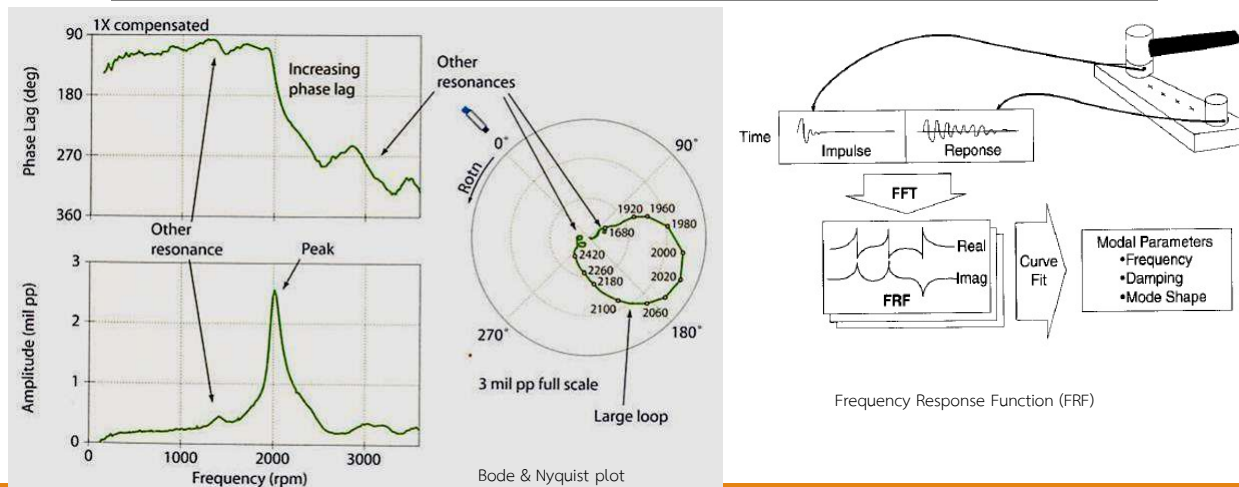 1X compensated
90
180
270
360
Phase Lag (deg)
Increasing
phase lag
Other
resonances
Other
resonance
Peak
3
2
1
0
Amplitude (mil pp)
0
1000
2000
3000
Frequency (rpm)
Rotn
0°
90°
180°
270°
1920
1960
1980
1680
2000
2020
2060
2100
2180
2260
2420
3 mil pp full scale
Large loop
Bode & Nyquist plot
Time
Impulse
Reponse
FFT
Real
Imag
FRF
Curve
Fit
Modal Parameters
•Frequency
•Damping
•Mode Shape
Frequency Response Function (FRF)